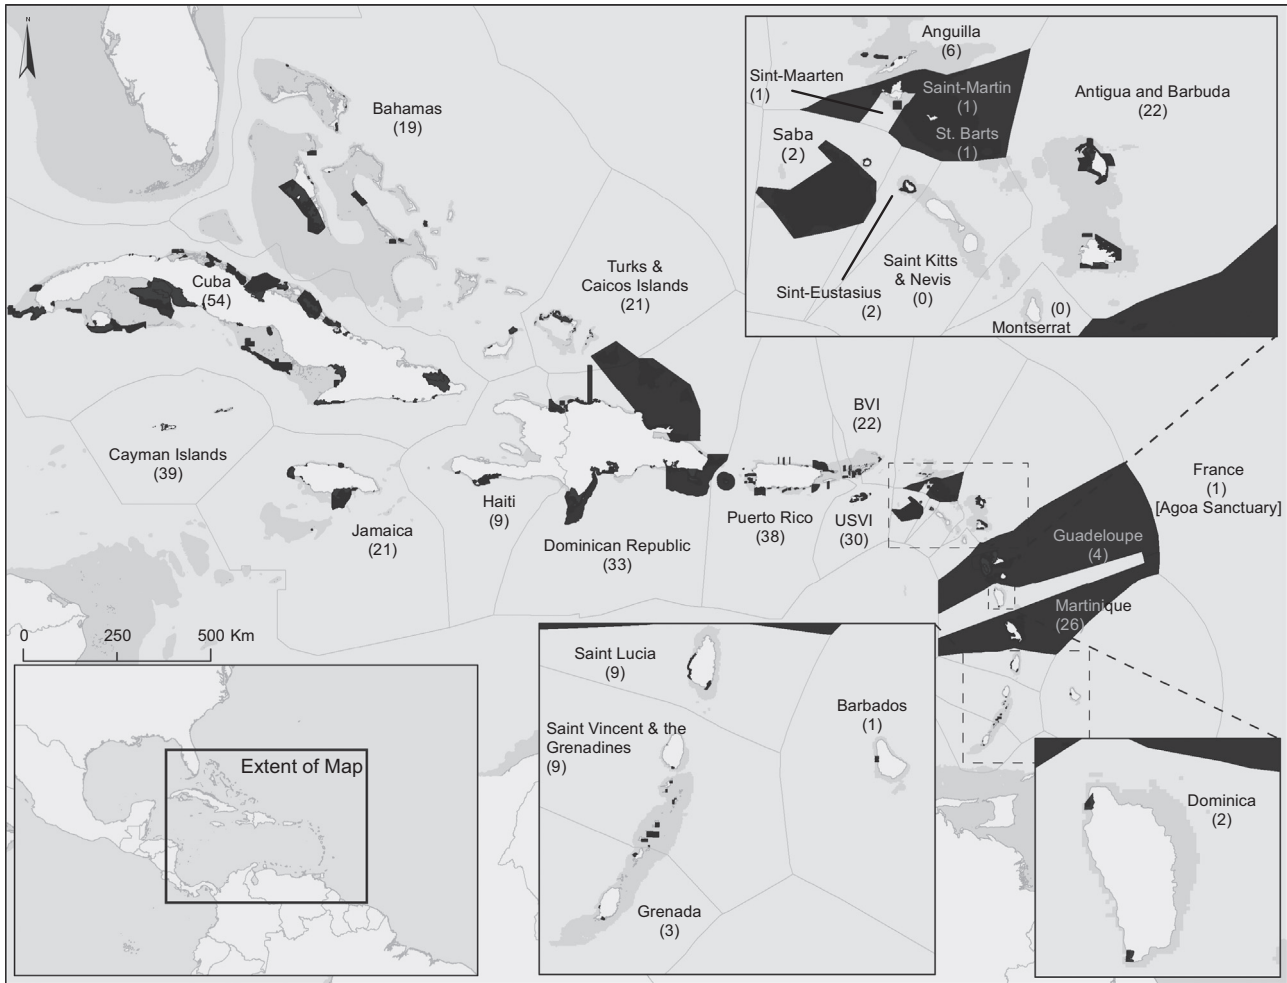 N
Bahamas
(19)
Cuba
(54)
Turks &
Caicos Islands
(21)
Cayman Islands
(39)
Jamaica
(21)
Haiti
(9)
Dominican Republic
(33)
Puerto Rico
(38)
BVI
(22)
USVI
(30)
France
(1)
[Agoa Sanctuary]
Guadeloupe
(4)
Martinique
(26)
Anguilla
(6)
Sint-Maarten
(1)
Saint-Martin
(1)
St. Barts
(1)
Saba
(2)
Antigua and Barbuda
(22)
Saint Kitts
& Nevis
(0)
Sint-Eustasius
(2)
(0)
Montserrat
0 250 500 Km
Extent of Map
Saint Lucia
(9)
Saint Vincent & the
Grenadines
(9)
Barbados
(1)
Grenada
(3)
Dominica
(2)